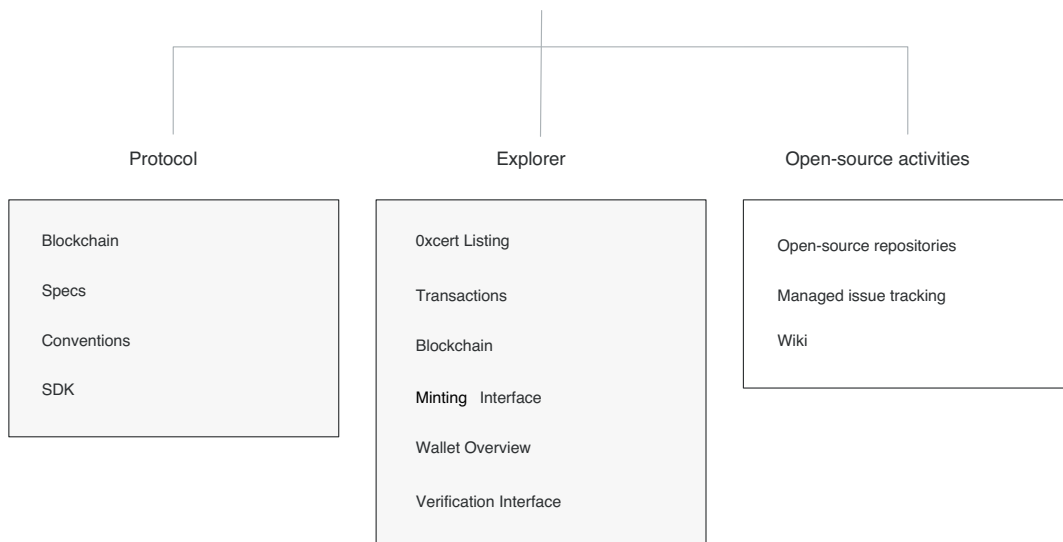 Protocol
Explorer
Open-source activities
Blockchain
Specs
Conventions
SDK
0xcert Listing
Transactions
Blockchain
Minting Interface
Wallet Overview
Verification Interface
Open-source repositories
Managed issue tracking
Wiki